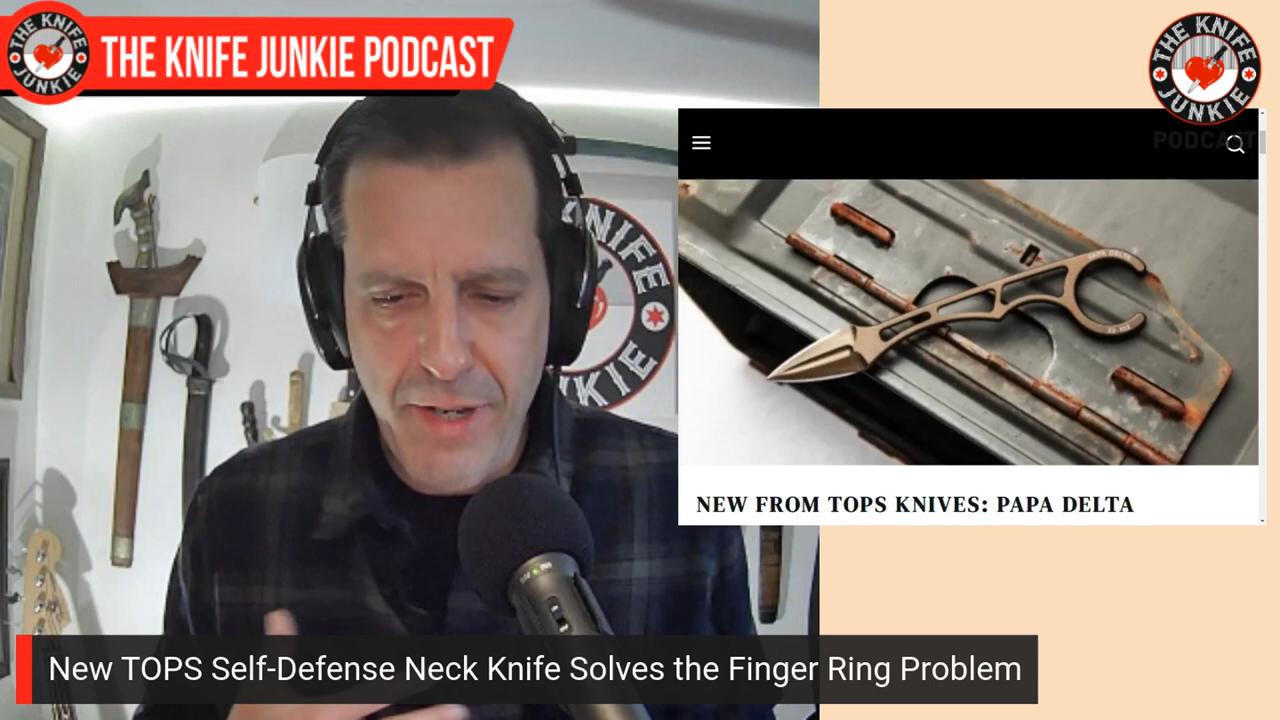 THE KNIFE JUNKIE
THE KNIFE JUNKIE PODCAST
THE KNIFE JUNKIE
PODCAST
KNIFE
PAPA DELTA
NEW FROM TOPS KNIVES: PAPA DELTA
New TOPS Self-Defense Neck Knife Solves the Finger Ring Problem